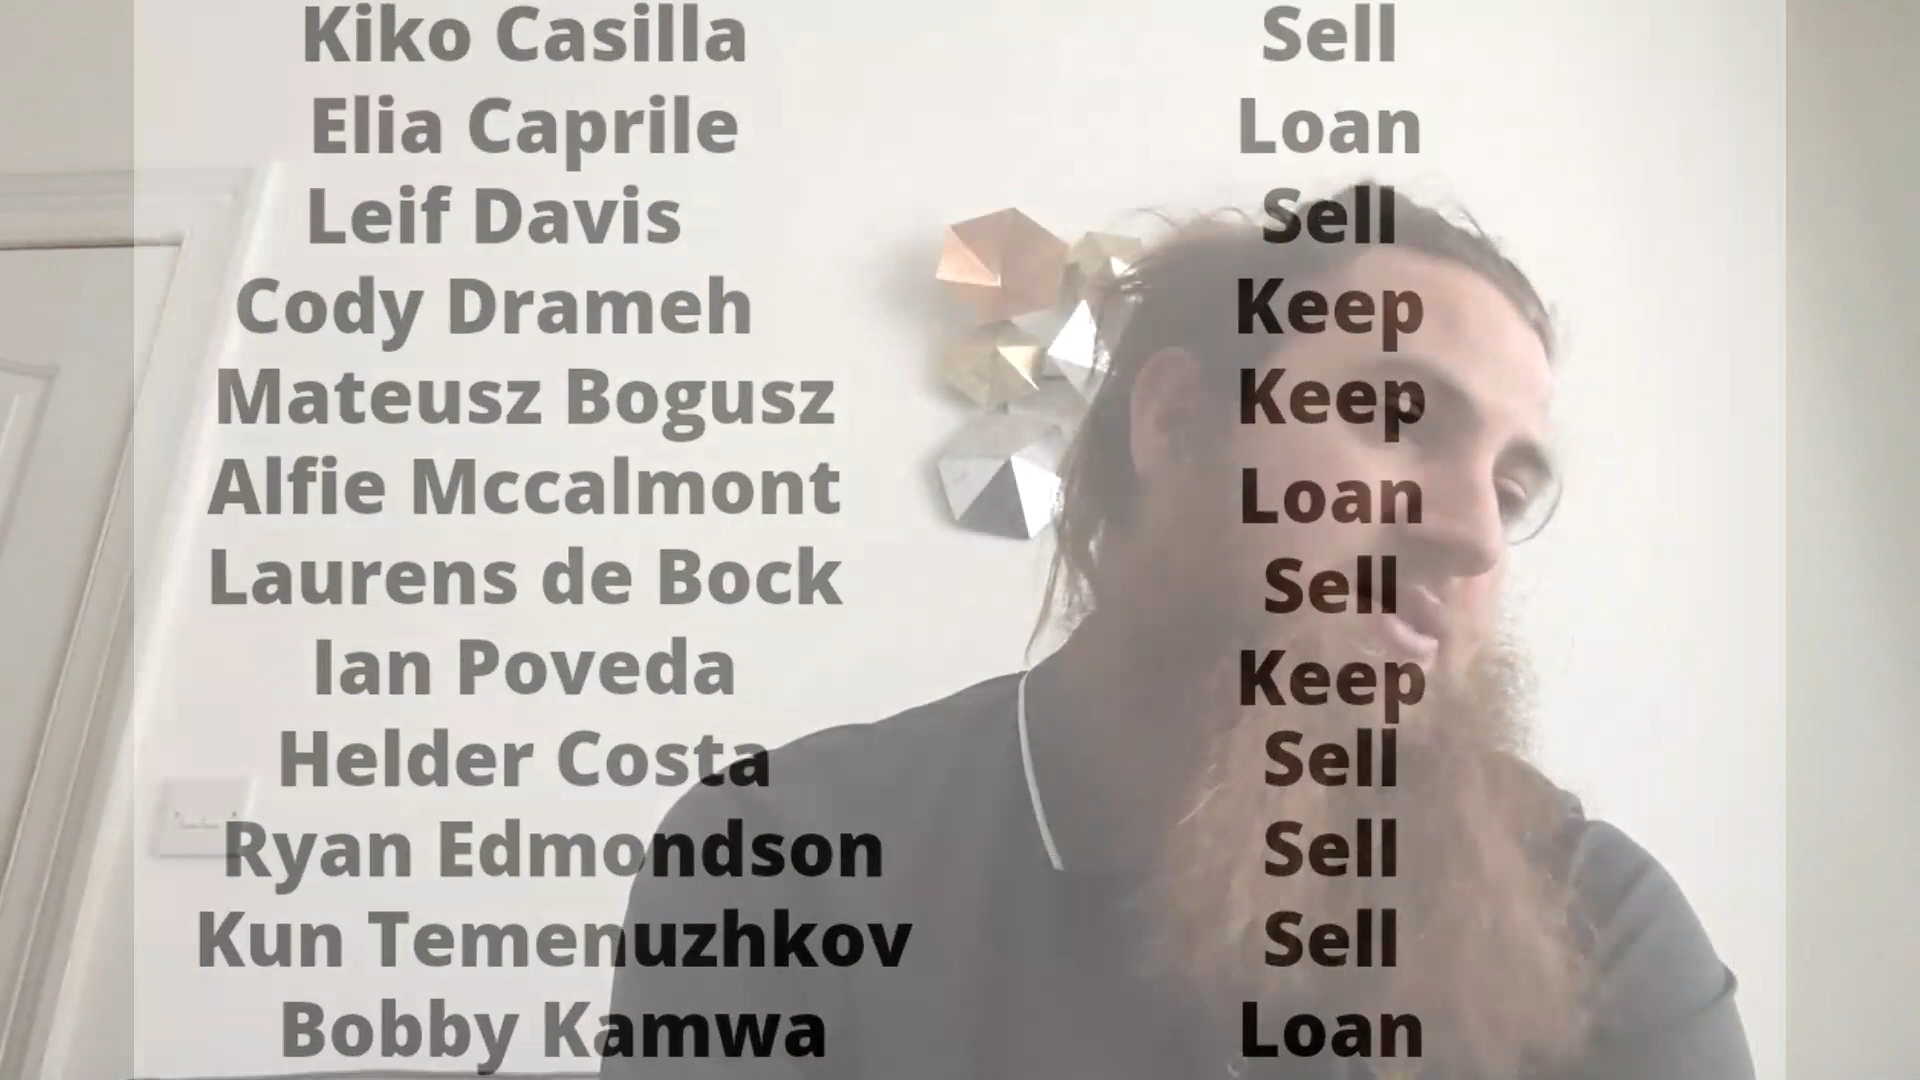 Kiko Casilla Sell
Elia Caprile Loan
Leif Davis Sell
Cody Drameh Keep
Mateusz Bogusz Keep
Alfie Mccalmont Loan
Laurens de Bock Sell
Ian Poveda Keep
Helder Costa Sell
Ryan Edmondson Sell
Kun Temenuzhkov Sell
Bobby Kamwa Loan